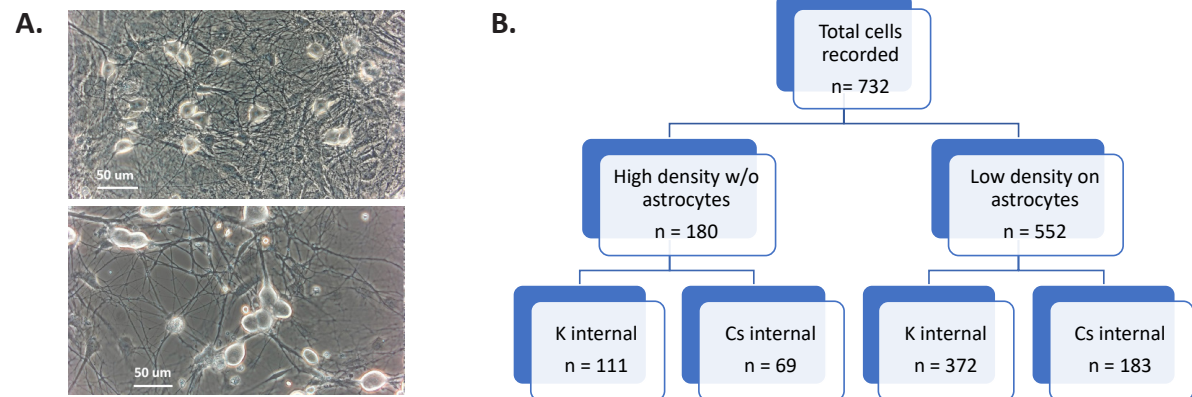 A.
50 um
50 um
B.
Total cells
recorded
n= 732
High density w/o
astrocytes
n = 180
Low density on
astrocytes
n = 552
K internal
n = 111
Cs internal
n = 69
K internal
n = 372
Cs internal
n = 183